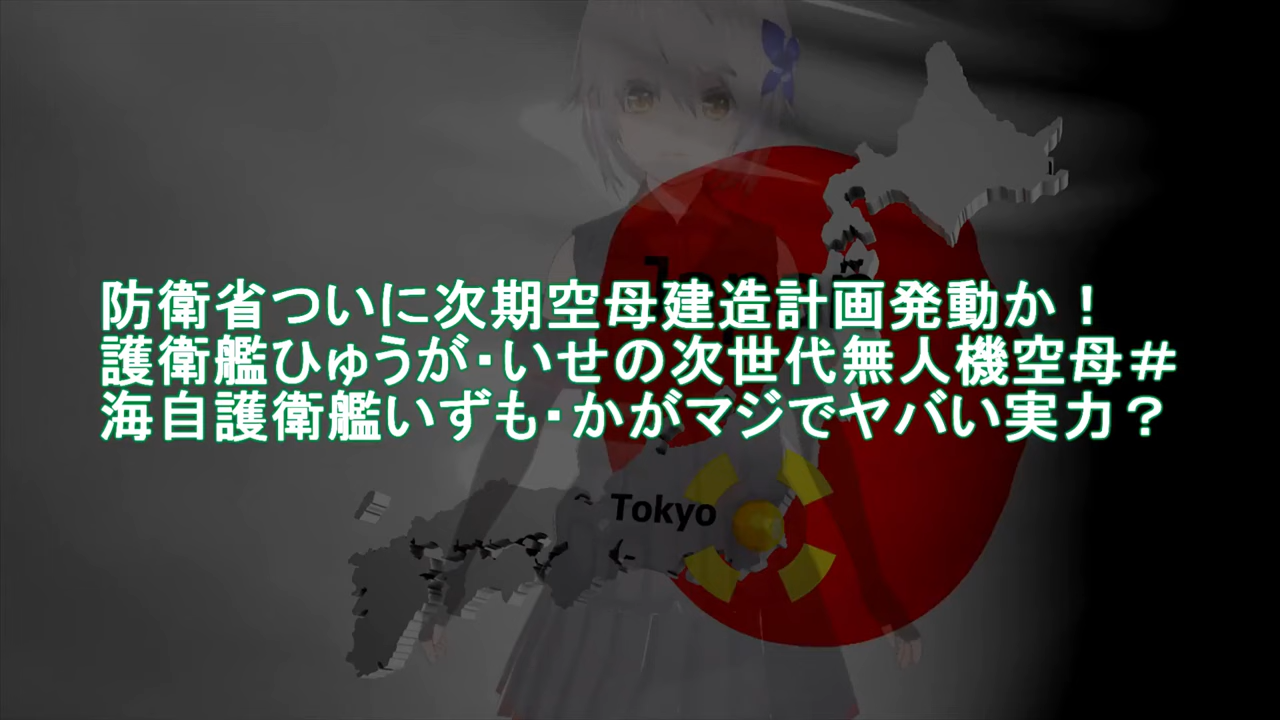 Japan
防衛省ついに次期空母建造計画発動か！
護衛艦ひゅうが・いせの次世代無人機空母＃
海自護衛艦いずも・かがマジでヤバい実力？
Tokyo